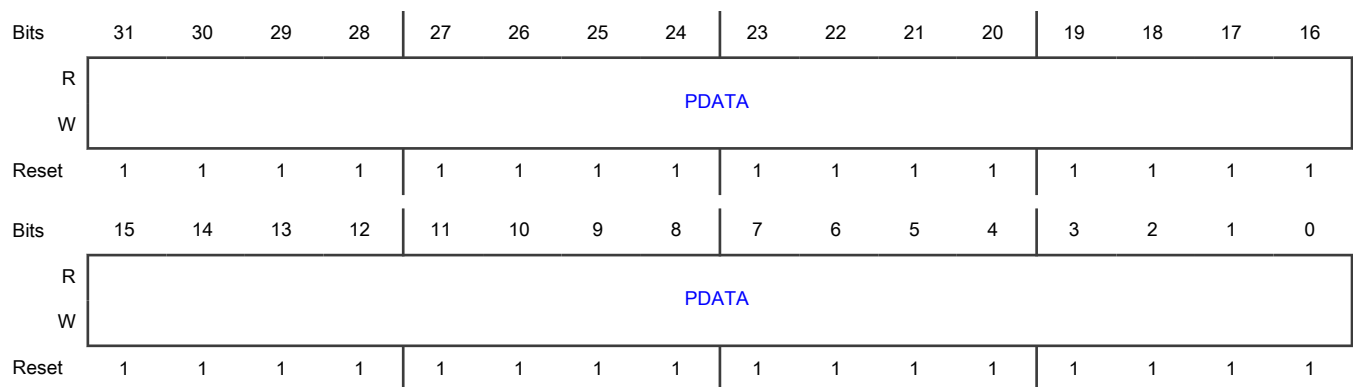 Bits 31 30 29 28 27 26 25 24 23 22 21 20 19 18 17 16
R
PDATA
W
Reset 1 1 1 1 1 1 1 1 1 1 1 1 1 1 1 1
Bits 15 14 13 12 11 10 9 8 7 6 5 4 3 2 1 0
R
PDATA
W
Reset 1 1 1 1 1 1 1 1 1 1 1 1 1 1 1 1